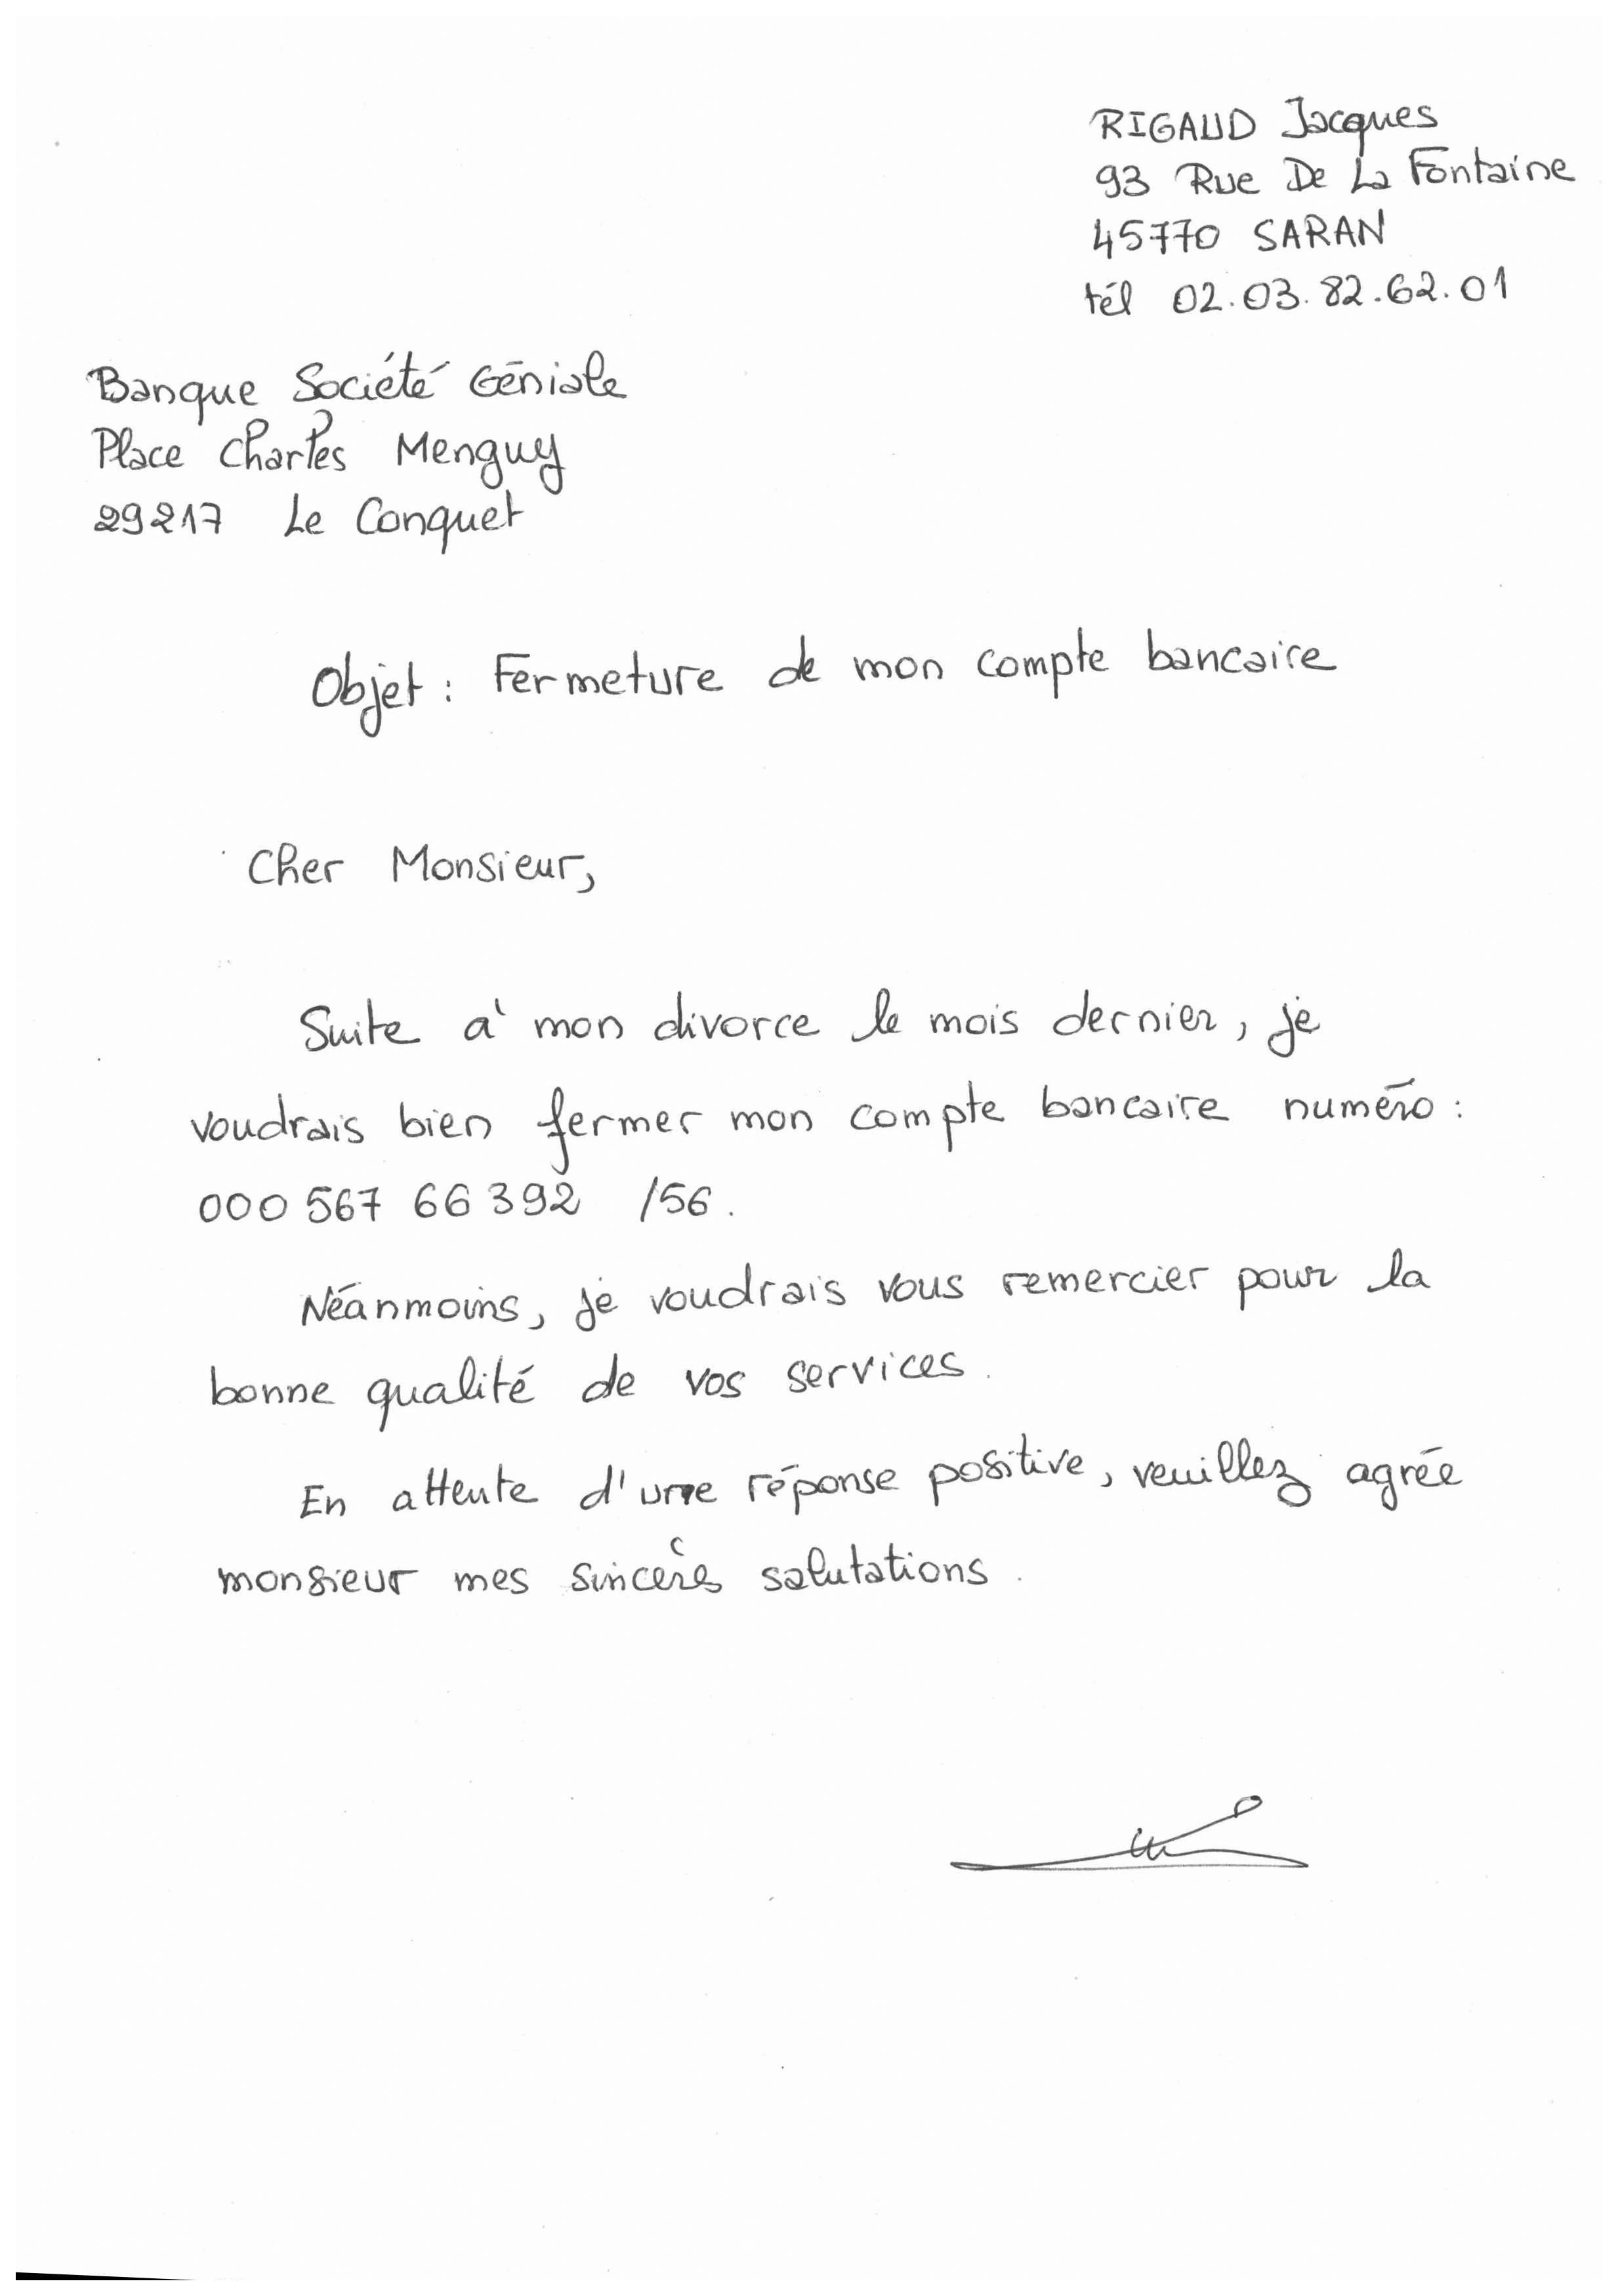 RIGAUD Jacques
93 Rue De La Fontaine
45770 SARAN
tél 02.03.82.62.01
Banque Société Géniale
Place Charles Menguy
29217 Le Conquet
Objet : Fermeture de mon compte bancaire
Cher Monsieur,
Suite à mon divorce le mois dernier, je
voudrais bien fermer mon compte bancaire numéro :
000 567 66 392 /56.
Néanmoins, je voudrais vous remercier pour la
bonne qualité de vos services.
En attente d'une réponse positive, veuillez agrée
monsieur mes sincères salutations.